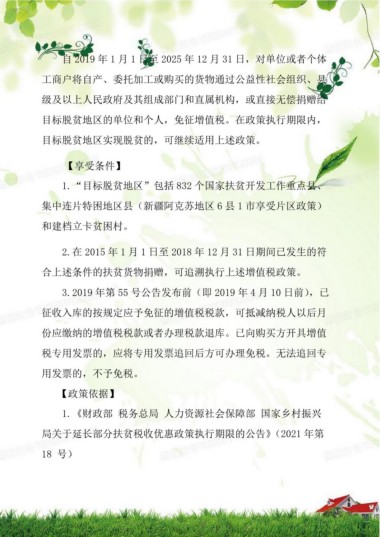 自 2019 年 1 月 1 日至 2025 年 12 月 31 日，对单位或者个体
工商户将自产、委托加工或购买的货物通过公益性社会组织、县
级及以上人民政府及其组成部门和直属机构，或直接无偿捐赠给
目标脱贫地区的单位和个人，免征增值税。在政策执行期限内，
目标脱贫地区实现脱贫的，可继续适用上述政策。
【享受条件】
1.“目标脱贫地区”包括 832 个国家扶贫开发工作重点县、
集中连片特困地区县（新疆阿克苏地区 6 县 1 市享受片区政策）
和建档立卡贫困村。
2.在 2015 年 1 月 1 日至 2018 年 12 月 31 日期间已发生的符
合上述条件的扶贫货物捐赠，可追溯执行上述增值税政策。
3.2019 年第 55 号公告发布前（即 2019 年 4 月 10 日前），已
征收入库的按规定应予免征的增值税税款，可抵减纳税人以后月
份应缴纳的增值税税款或者办理税款退库。已向购买方开具增值
税专用发票的，应将专用发票追回后方可办理免税。无法追回专
用发票的，不予免税。
【政策依据】
1.《财政部 税务总局 人力资源社会保障部 国家乡村振兴
局关于延长部分扶贫税收优惠政策执行期限的公告》（2021 年第
18 号）